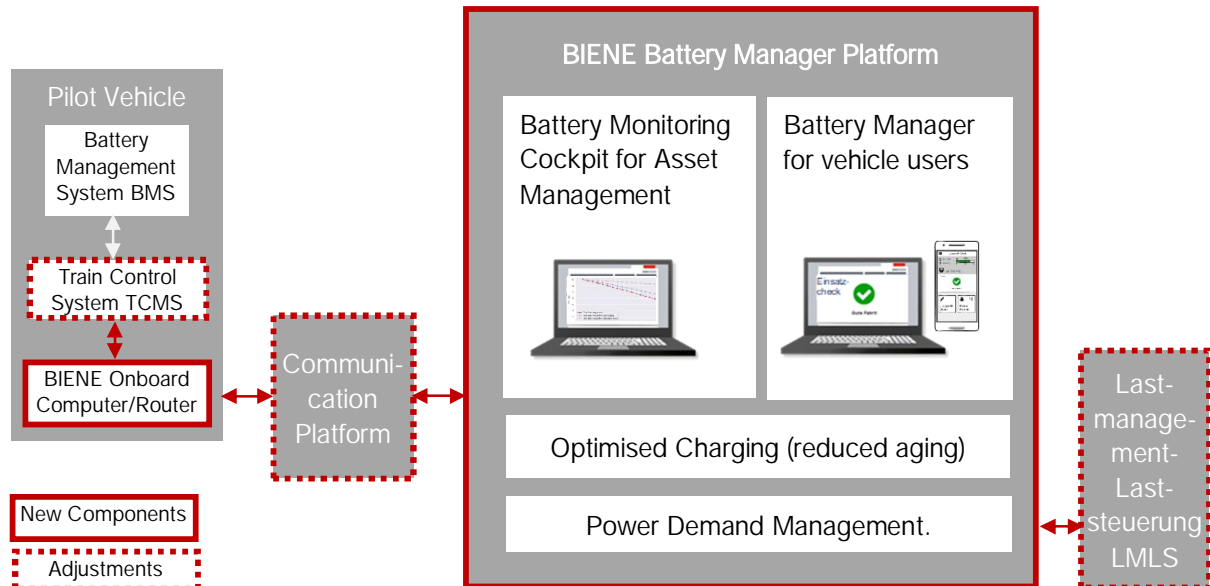 Pilot Vehicle
Battery
Management
System BMS
Train Control
System TCMS
BIENE Onboard
Computer/Router
New Components
Adjustments
Communi-
cation
Platform
BIENE Battery Manager Platform
Battery Monitoring
Cockpit for Asset
Management
Battery Manager
for vehicle users
Einsatz-
check
Gute Fahrt!
Optimised Charging (reduced aging)
Power Demand Management.
Last-
manage-
ment-
Last-
steuerung
LMLS